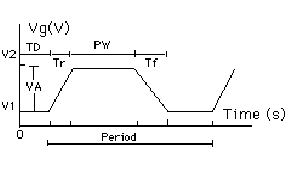 Vg(V)
TD PW
V2
Tr Tf
VA
V1
Time (s)
0
Period